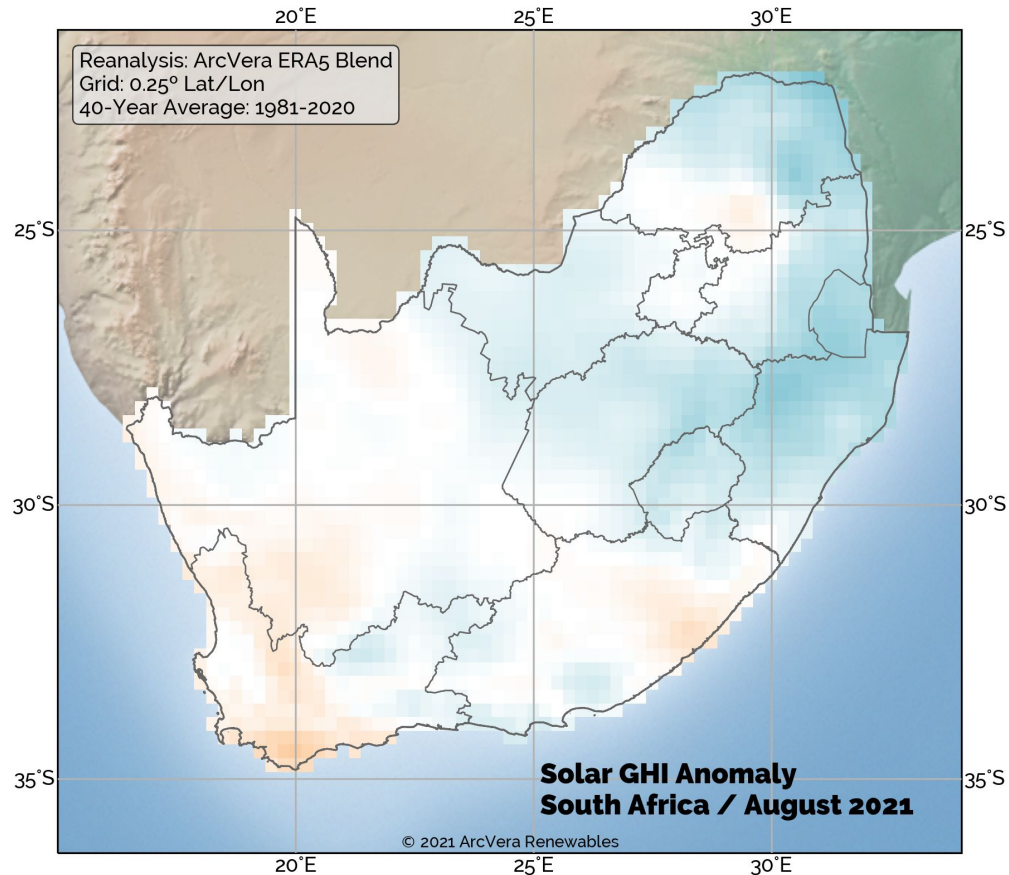 20°E 25°E 30°E
Reanalysis: ArcVera ERA5 Blend
Grid: 0.25º Lat/Lon
40-Year Average: 1981-2020
25°S 25°S
30°S 30°S
35°S 35°S
Solar GHI Anomaly
South Africa / August 2021
© 2021 ArcVera Renewables
20°E 25°E 30°E